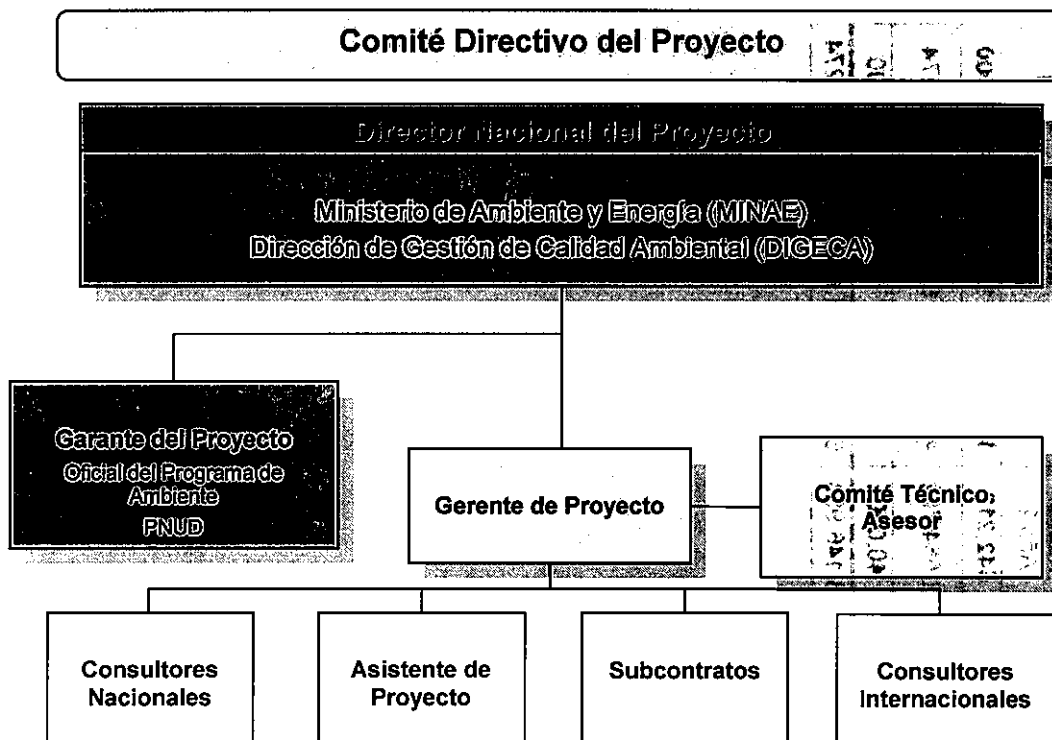 Comité Directivo del Proyecto
Director Nacional del Proyecto
Ministerio de Ambiente y Energía (MINAE)
Dirección de Gestión de Calidad Ambiental (DIGECA)
Garante del Proyecto
Oficial del Programa de
Ambiente
PNUD
Gerente de Proyecto
Comité Técnico
Asesor
Consultores
Nacionales
Asistente de
Proyecto
Subcontratos
Consultores
Internacionales